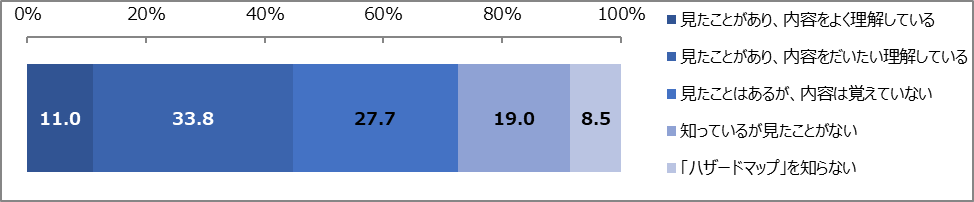 0% 20% 40% 60% 80% 100%
11.0 33.8 27.7 19.0 8.5
見たことがあり、内容をよく理解している
見たことがあり、内容をだいたい理解している
見たことはあるが、内容は覚えていない
知っているが見たことがない
「ハザードマップ」を知らない